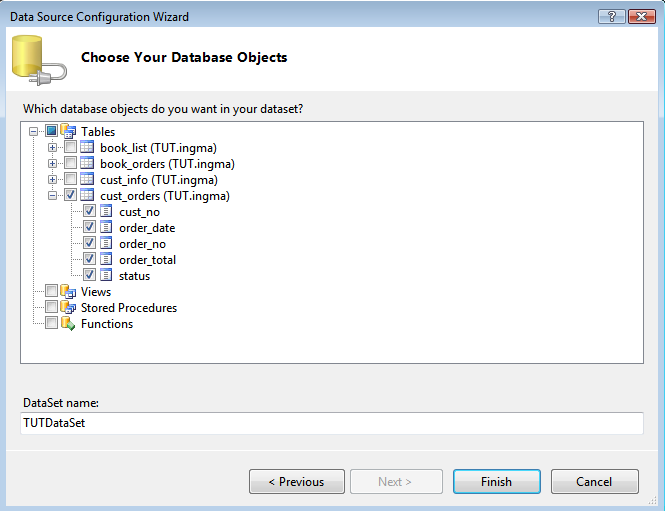 Data Source Configuration Wizard
Choose Your Database Objects
Which database objects do you want in your dataset?
Tables
book_list (TUT.ingma)
book_orders (TUT.ingma)
cust_info (TUT.ingma)
cust_orders (TUT.ingma)
cust_no
order_date
order_no
order_total
status
Views
Stored Procedures
Functions
DataSet name:
TUTDataSet
< Previous Next > Finish Cancel